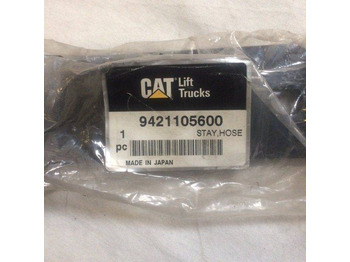 CAT Lift
Trucks
9421105600
1 STAY,HOSE
pc
MADE IN JAPAN